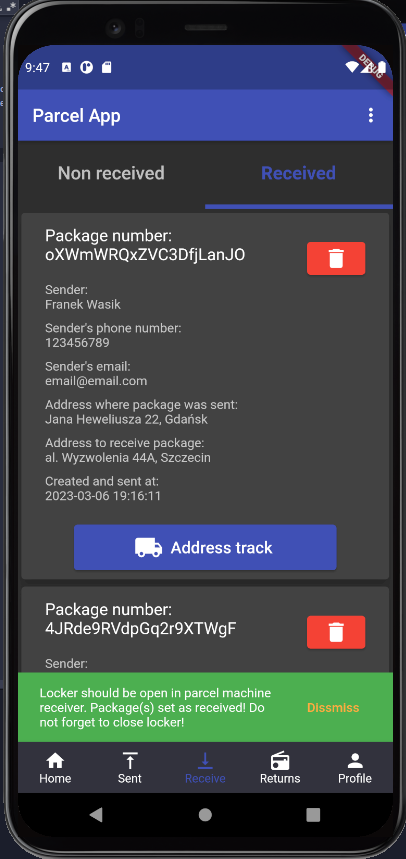 9:47
DEBUG
Parcel App
Non received
Received
Package number:
oXWmWRQxZVC3DfjLanJO
Sender:
Franek Wasik
Sender's phone number:
123456789
Sender's email:
email@email.com
Address where package was sent:
Jana Heweliusza 22, Gdańsk
Address to receive package:
al. Wyzwolenia 44A, Szczecin
Created and sent at:
2023-03-06 19:16:11
Address track
Package number:
4JRde9RVdpGq2r9XTWgF
Sender:
Locker should be open in parcel machine
receiver. Package(s) set as received! Do
not forget to close locker!
Dissmiss
Home
Sent
Receive
Returns
Profile